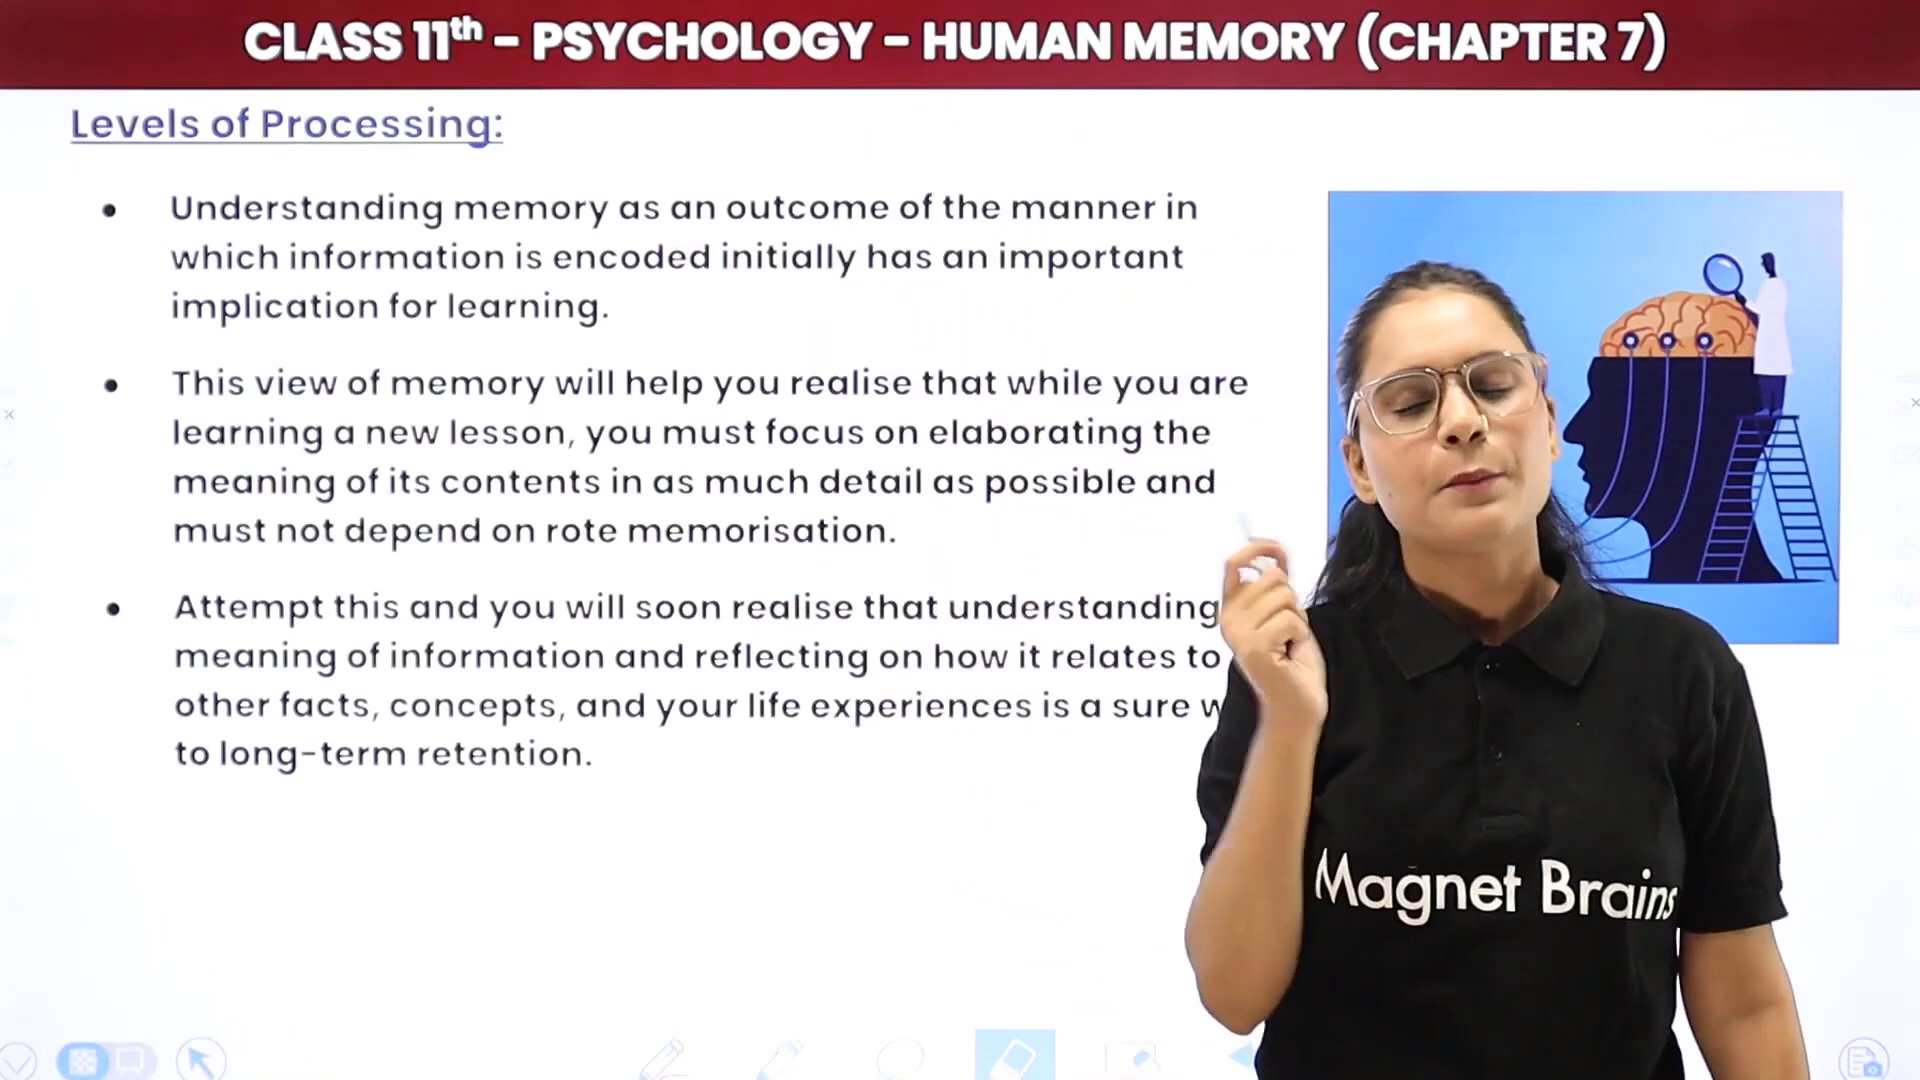 CLASS 11th - PSYCHOLOGY - HUMAN MEMORY (CHAPTER 7)
Levels of Processing:
• Understanding memory as an outcome of the manner in
which information is encoded initially has an important
implication for learning.
• This view of memory will help you realise that while you are
learning a new lesson, you must focus on elaborating the
meaning of its contents in as much detail as possible and
must not depend on rote memorisation.
• Attempt this and you will soon realise that understanding
meaning of information and reflecting on how it relates to
other facts, concepts, and your life experiences is a sure
to long-term retention.
Magnet Brains